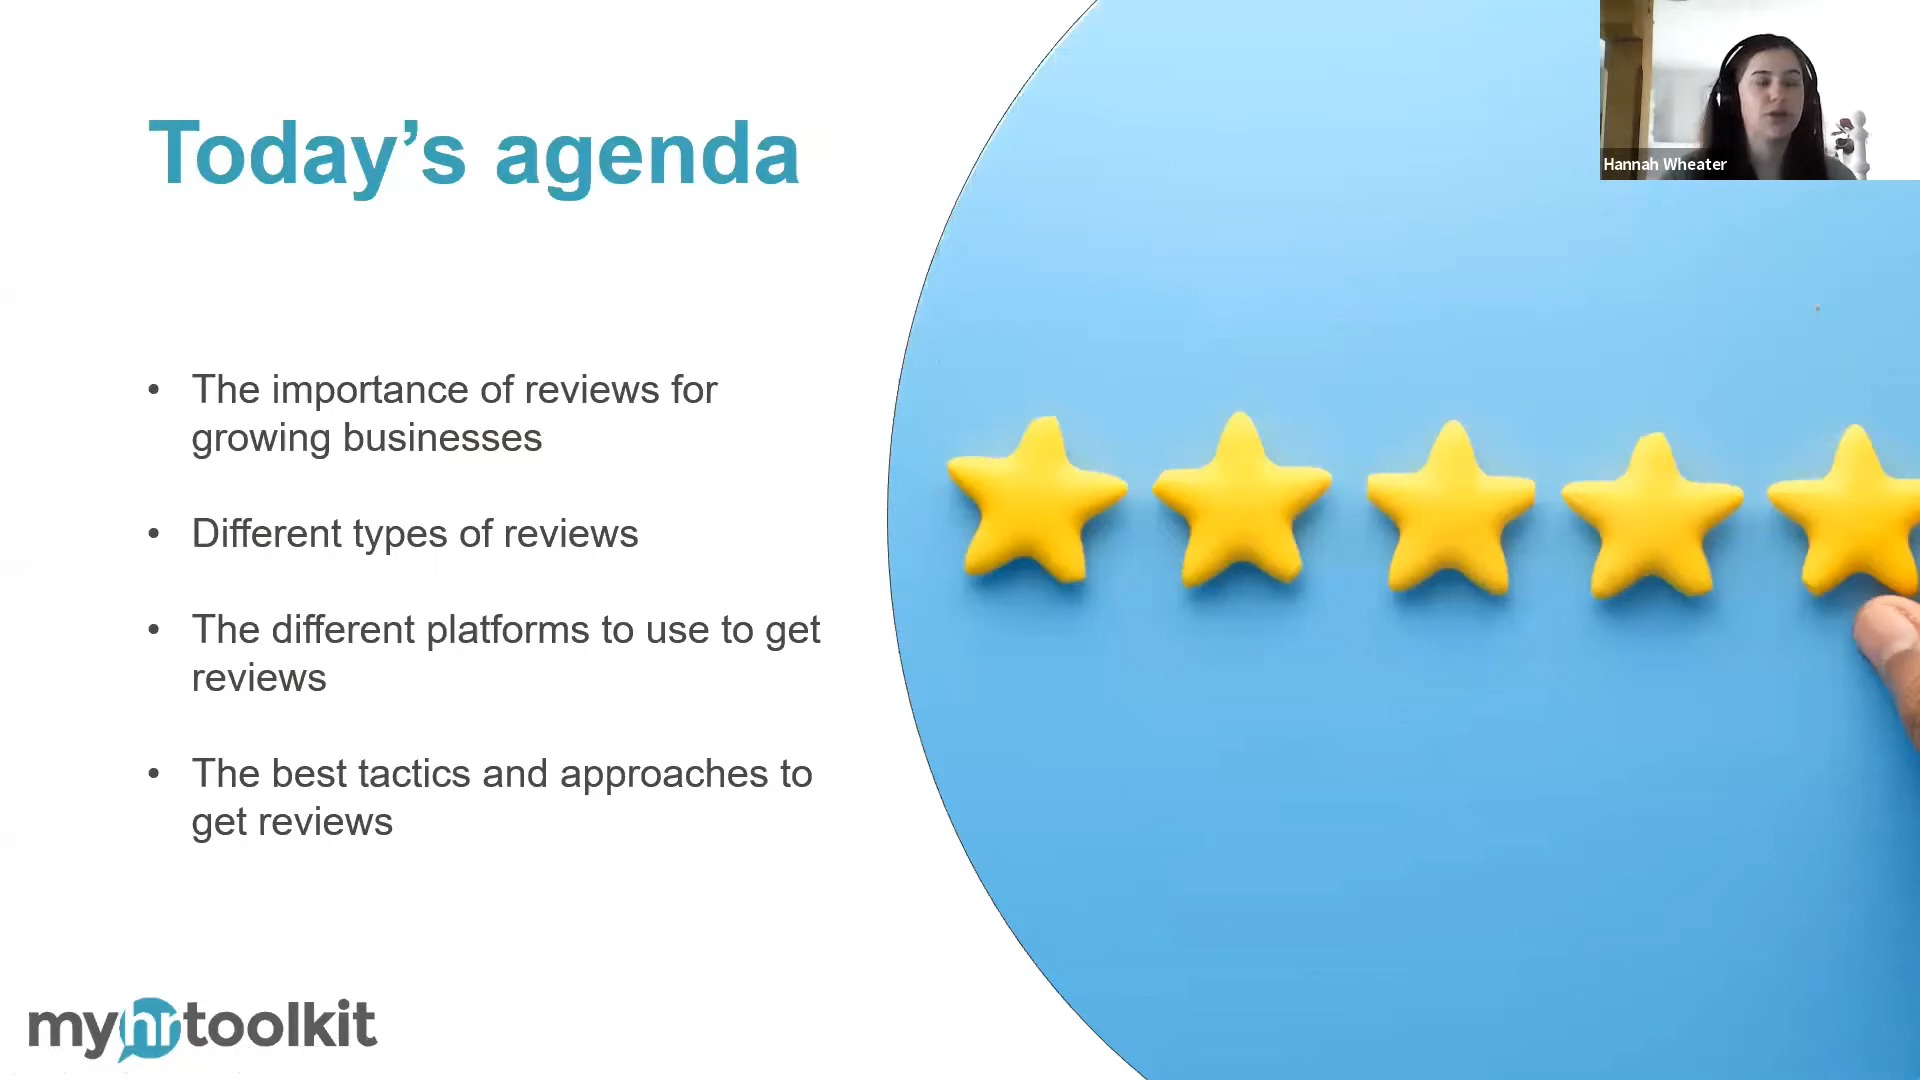 Today’s agenda
• The importance of reviews for
growing businesses
• Different types of reviews
• The different platforms to use to get
reviews
• The best tactics and approaches to
get reviews
myhrtoolkit
Hannah Wheater